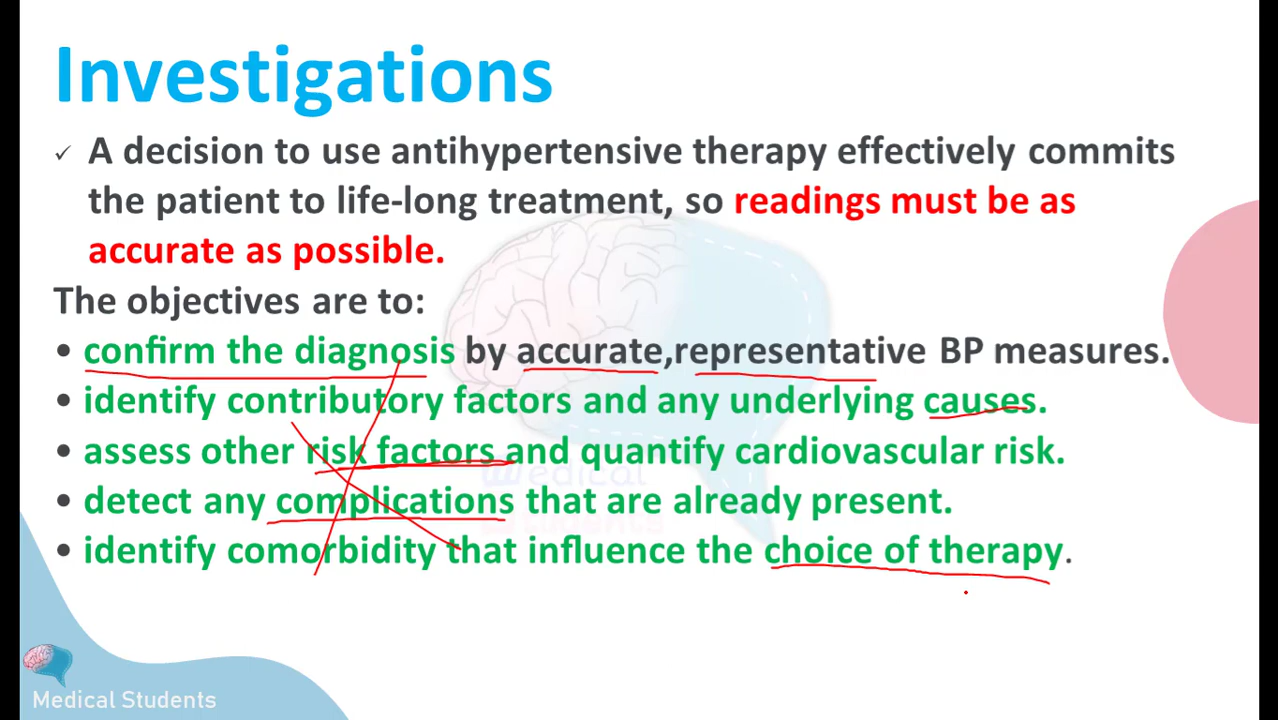 Investigations
✓ A decision to use antihypertensive therapy effectively commits
the patient to life-long treatment, so readings must be as
accurate as possible.
The objectives are to:
• confirm the diagnosis by accurate,representative BP measures.
• identify contributory factors and any underlying causes.
• assess other risk factors and quantify cardiovascular risk.
• detect any complications that are already present.
• identify comorbidity that influence the choice of therapy.
Medical Students